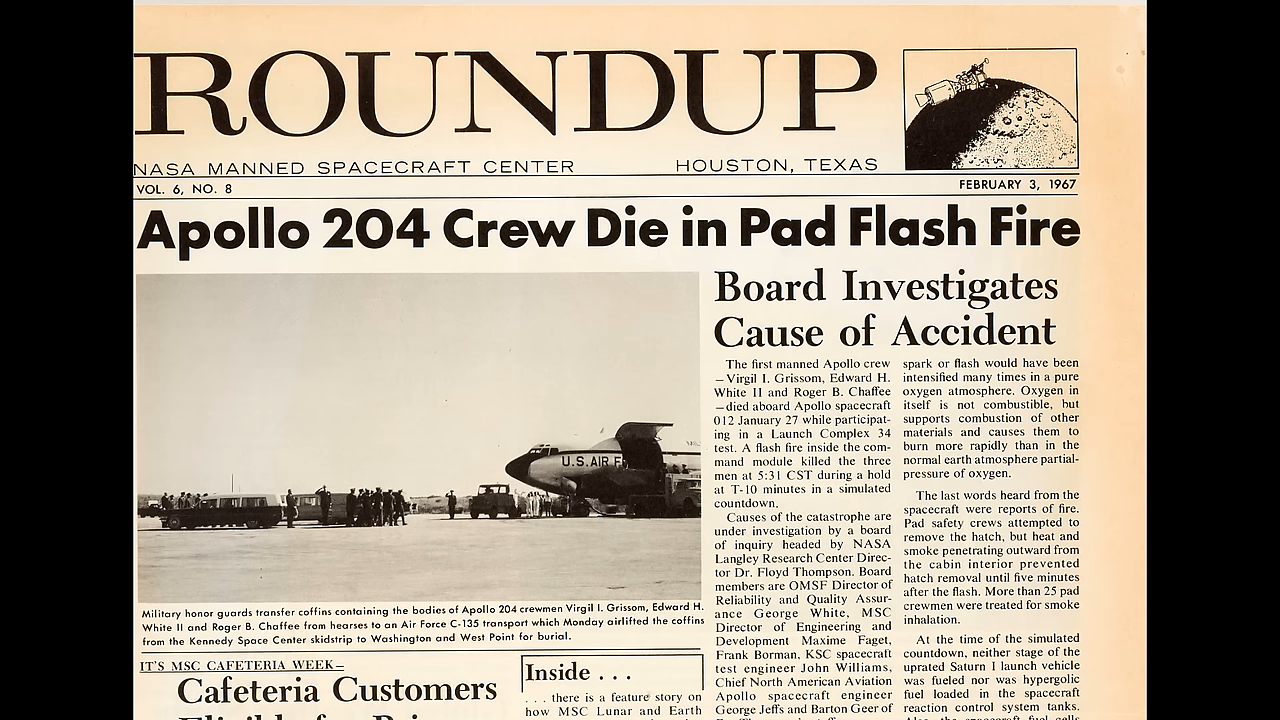 ROUNDUP
NASA MANNED SPACECRAFT CENTER HOUSTON, TEXAS
VOL. 6, NO. 8 FEBRUARY 3, 1967
Apollo 204 Crew Die in Pad Flash Fire
U.S. AIR F
Military honor guards transfer coffins containing the bodies of Apollo 204 crewmen Virgil I. Grissom, Edward H.
White II and Roger B. Chaffee from hearses to an Air Force C-135 transport which Monday airlifted the coffins
from the Kennedy Space Center skidstrip to Washington and West Point for burial.
Board Investigates
Cause of Accident
The first manned Apollo crew
—Virgil I. Grissom, Edward H.
White II and Roger B. Chaffee
—died aboard Apollo spacecraft
012 January 27 while participat-
ing in a Launch Complex 34
test. A flash fire inside the com-
mand module killed the three
men at 5:31 CST during a hold
at T-10 minutes in a simulated
countdown.
Causes of the catastrophe are
under investigation by a board
of inquiry headed by NASA
Langley Research Center Direc-
tor Dr. Floyd Thompson. Board
members are OMSF Director of
Reliability and Quality Assur-
ance George White, MSC
Director of Engineering and
Development Maxime Faget,
Frank Borman, KSC spacecraft
test engineer John Williams,
Chief North American Aviation
Apollo spacecraft engineer
George Jeffs and Barton Geer of
spark or flash would have been
intensified many times in a pure
oxygen atmosphere. Oxygen in
itself is not combustible, but
supports combustion of other
materials and causes them to
burn more rapidly than in the
normal earth atmosphere partial-
pressure of oxygen.
The last words heard from the
spacecraft were reports of fire.
Pad safety crews attempted to
remove the hatch, but heat and
smoke penetrating outward from
the cabin interior prevented
hatch removal until five minutes
after the flash. More than 25 pad
crewmen were treated for smoke
inhalation.
At the time of the simulated
countdown, neither stage of the
uprated Saturn I launch vehicle
was fueled nor was hypergolic
fuel loaded in the spacecraft
reaction control system tanks.
Also, the spacecraft fuel cells
IT'S MSC CAFETERIA WEEK—
Cafeteria Customers
Inside . . .
. . . there is a feature story on
how MSC Lunar and Earth